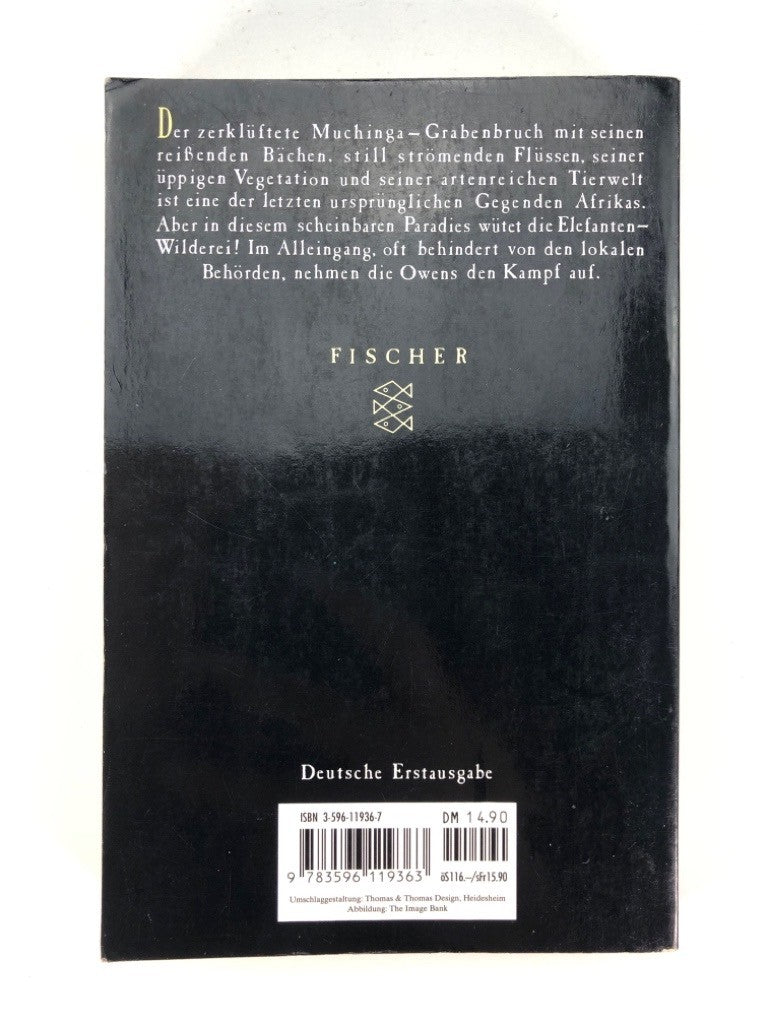 Der zerklüftete Muchinga-Grabenbruch mit seinen
reißenden Bächen, still strömenden Flüssen, seiner
üppigen Vegetation und seiner artenreichen Tierwelt
ist eine der letzten ursprünglichen Gegenden Afrikas.
Aber in diesem scheinbaren Paradies wütet die Elefanten-
Wilderei! Im Alleingang, oft behindert von den lokalen
Behörden, nehmen die Owens den Kampf auf.
FISCHER
Deutsche Erstausgabe
ISBN 3-596-11936-7 DM 14.90
9 783596 119363 öS116.-/sFr15.90
Umschlaggestaltung: Thomas & Thomas Design, Heidesheim
Abbildung: The Image Bank